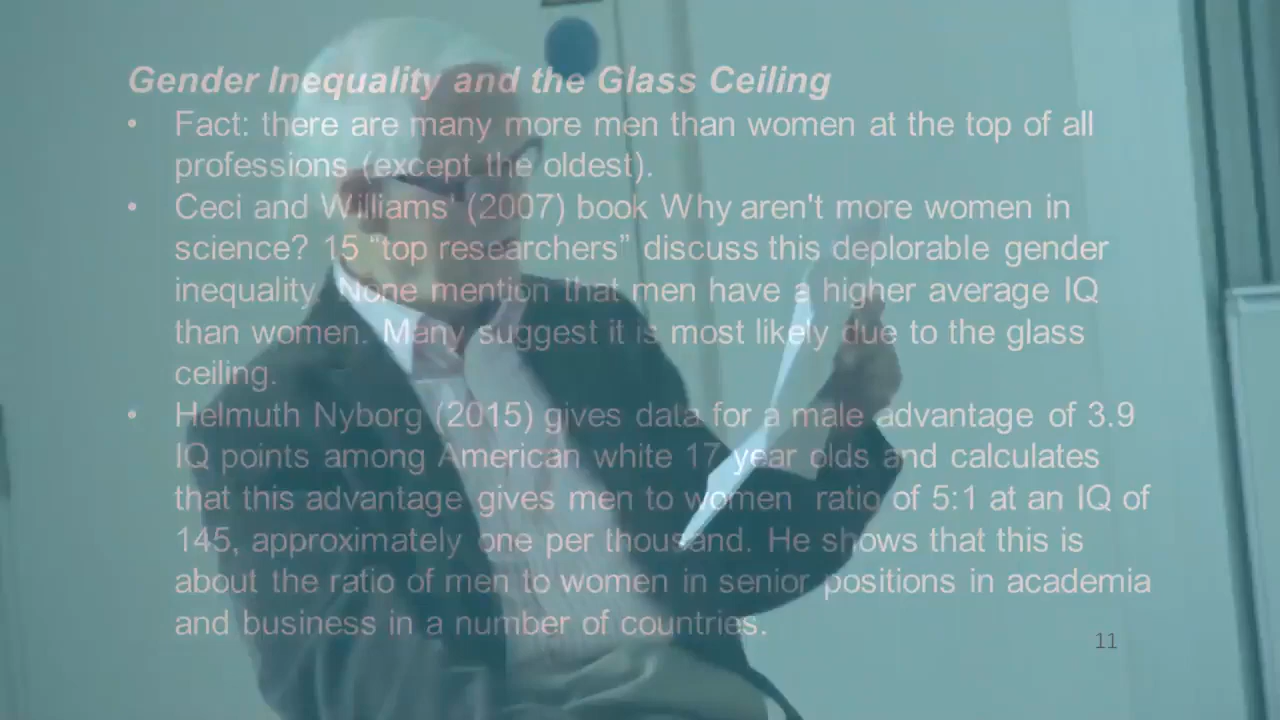 Gender Inequality and the Glass Ceiling
• Fact: there are many more men than women at the top of all
professions (except the oldest).
• Ceci and Williams' (2007) book Why aren't more women in
science? 15 “top researchers” discuss this deplorable gender
inequality. None mention that men have a higher average IQ
than women. Many suggest it is most likely due to the glass
ceiling.
• Helmuth Nyborg (2015) gives data for a male advantage of 3.9
IQ points among American white 17 year olds and calculates
that this advantage gives men to women ratio of 5:1 at an IQ of
145, approximately one per thousand. He shows that this is
about the ratio of men to women in senior positions in academia
and business in a number of countries.
11